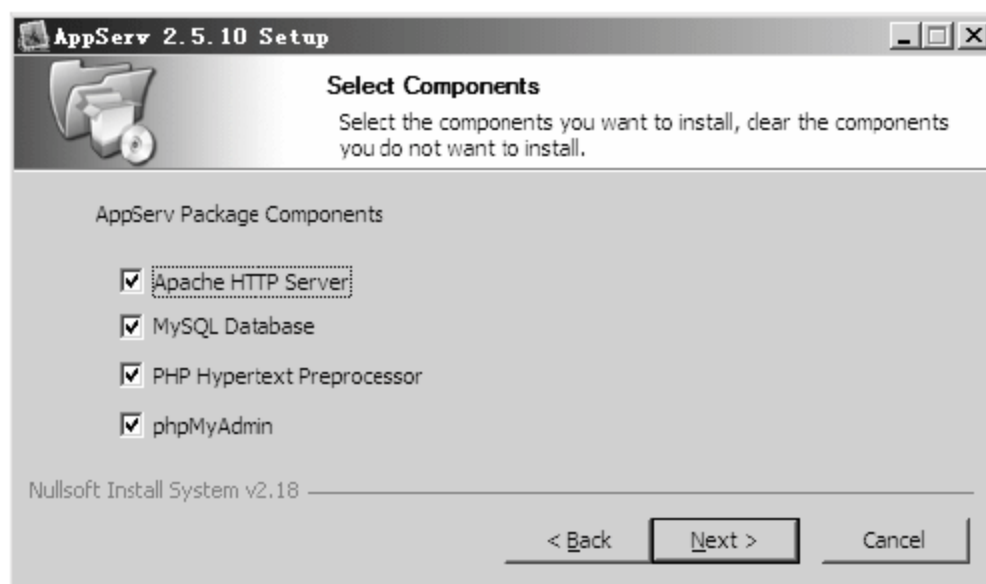 AppServ 2.5.10 Setup
Select Components
Select the components you want to install, clear the components
you do not want to install.
AppServ Package Components
Apache HTTP Server
MySQL Database
PHP Hypertext Preprocessor
phpMyAdmin
Nullsoft Install System v2.18
< Back
Next >
Cancel